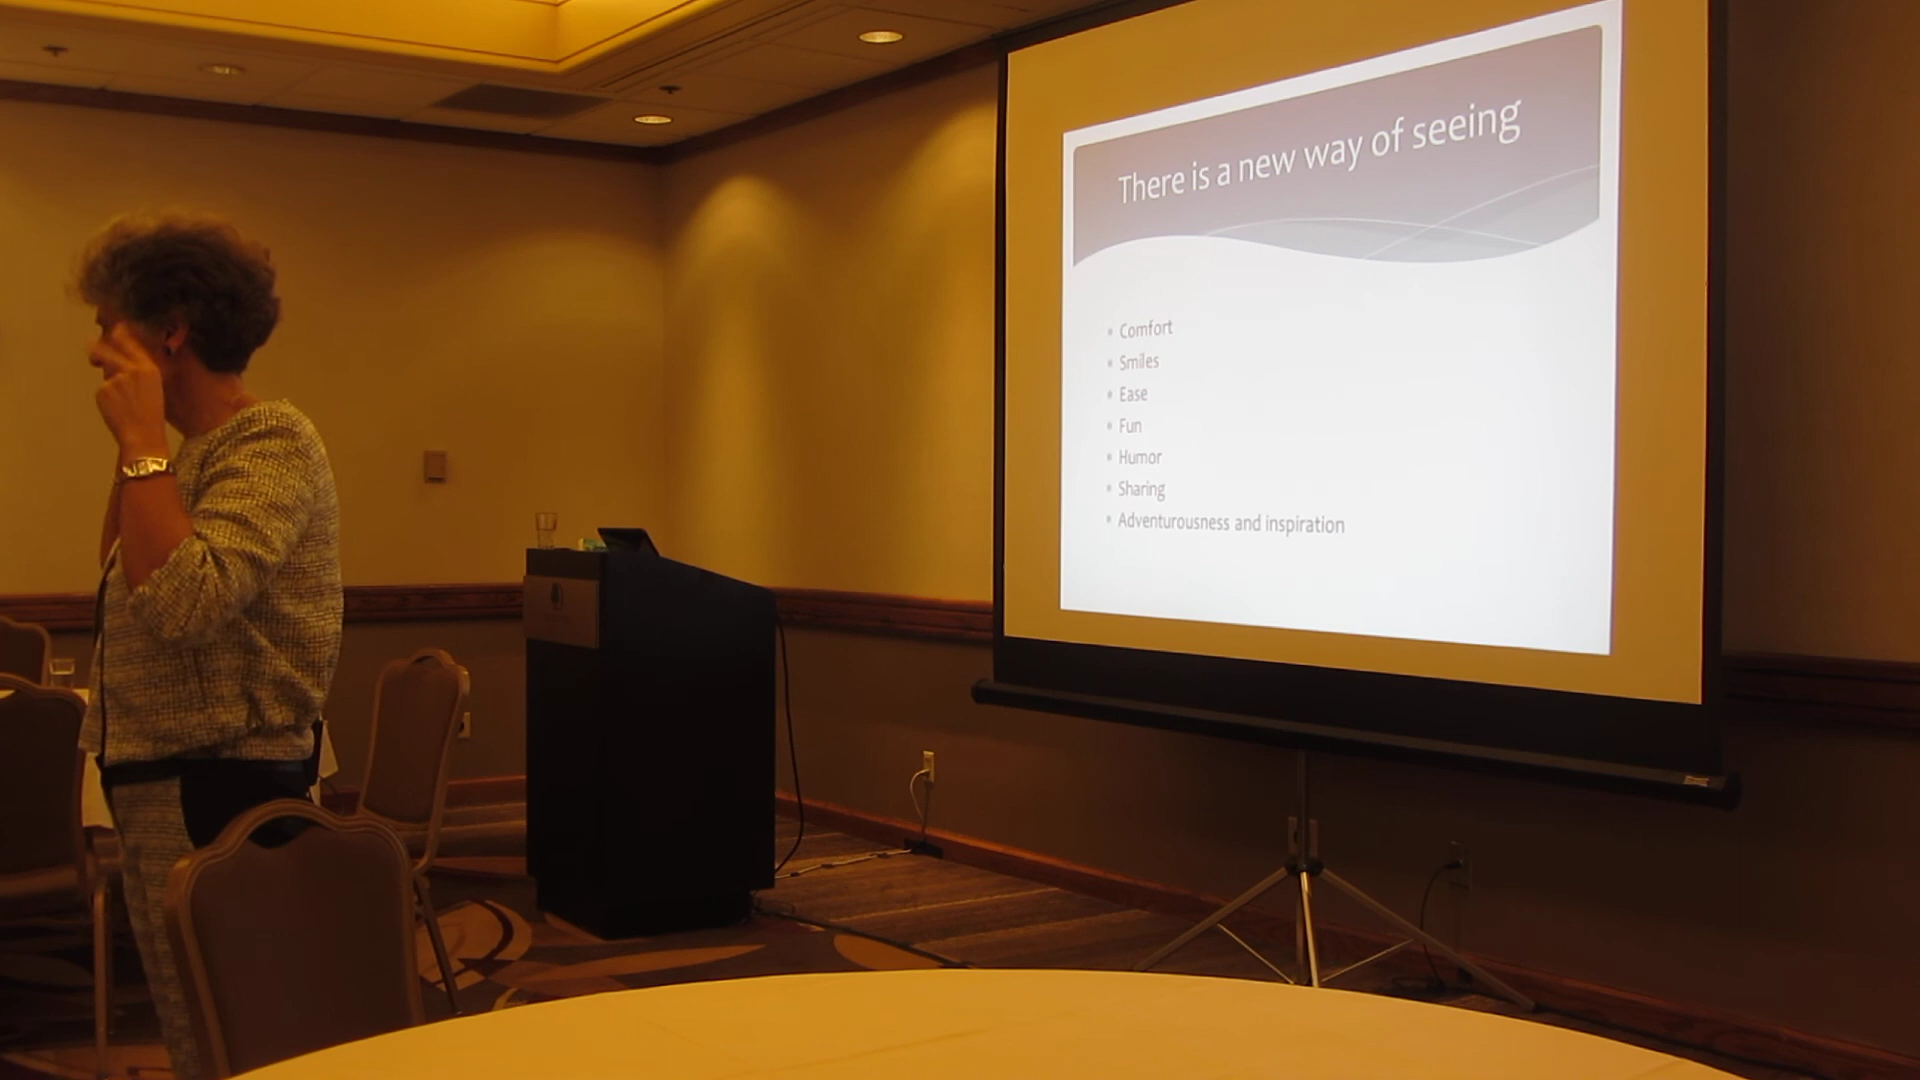 There is a new way of seeing
Comfort
Smiles
Ease
Fun
Humor
Sharing
Adventurousness and inspiration